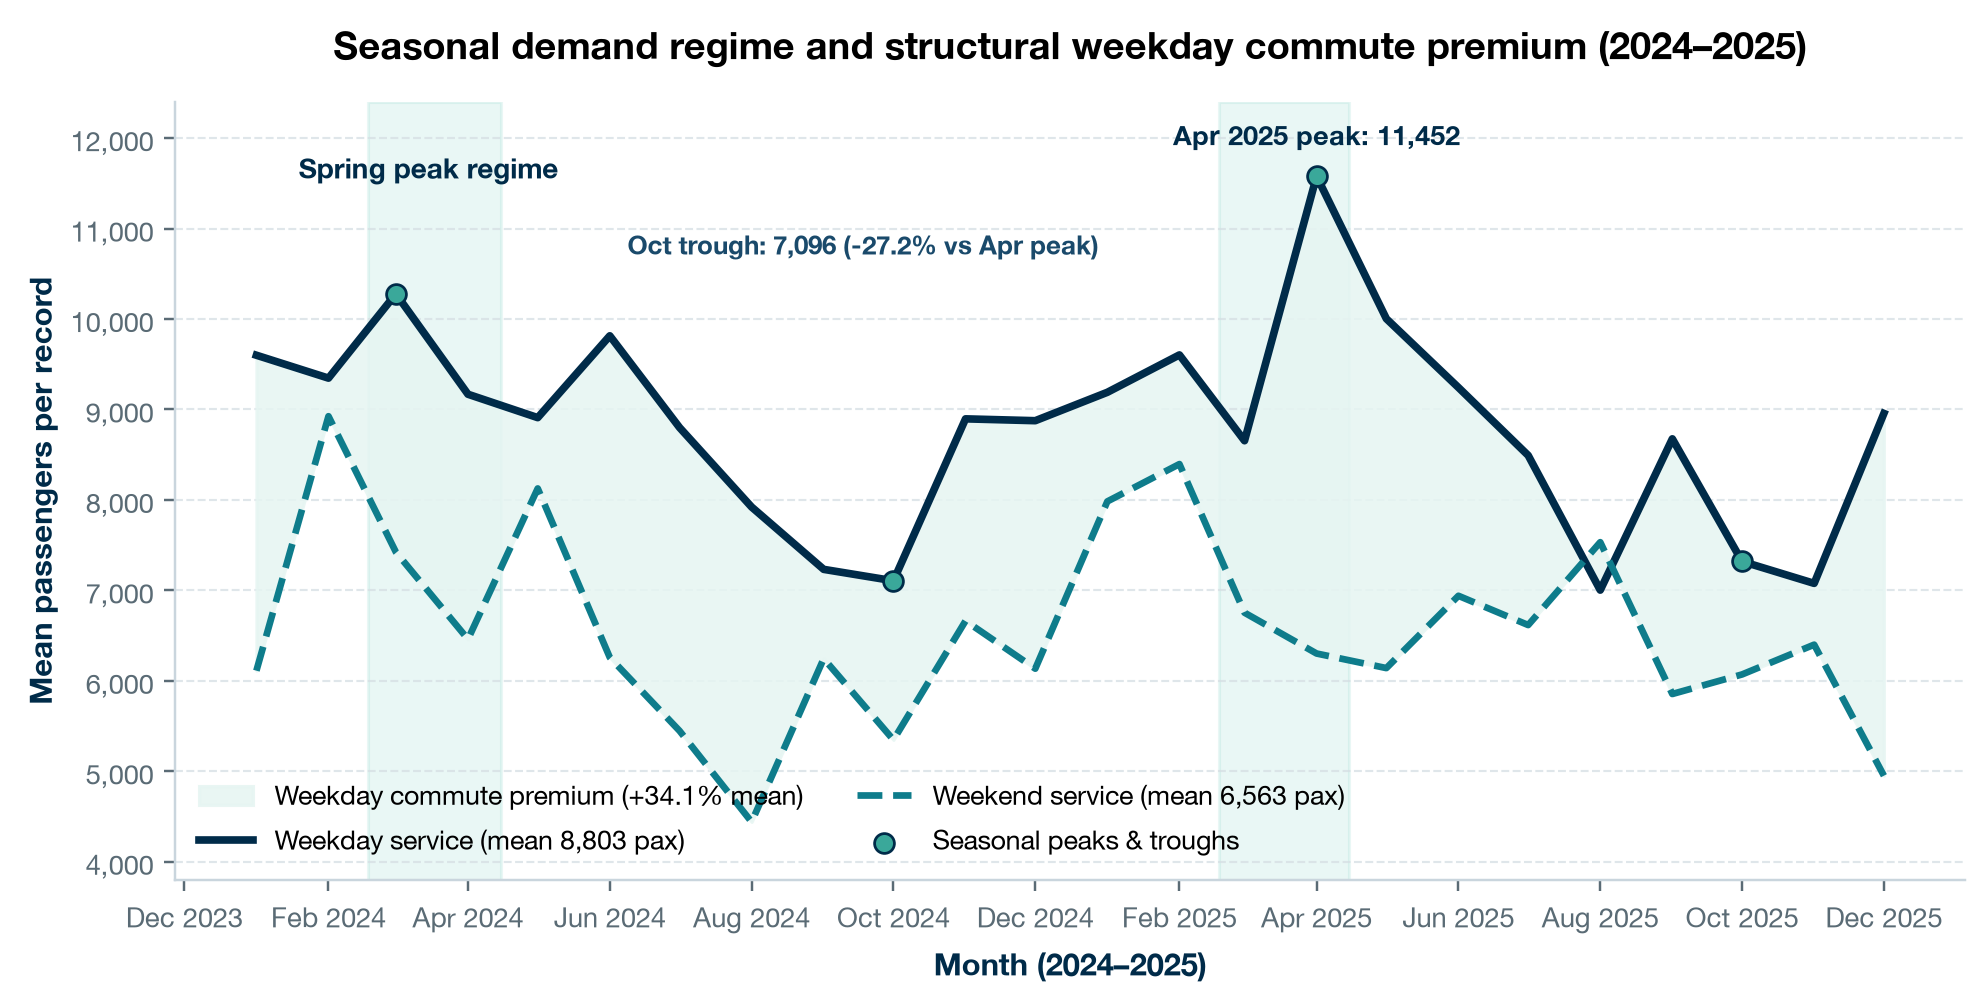 Seasonal demand regime and structural weekday commute premium (2024–2025)
12,000
11,000
10,000
9,000
8,000
7,000
6,000
5,000
4,000
Mean passengers per record
Spring peak regime
Apr 2025 peak: 11,452
Oct trough: 7,096 (-27.2% vs Apr peak)
Weekday commute premium (+34.1% mean)
Weekday service (mean 8,803 pax)
Weekend service (mean 6,563 pax)
Seasonal peaks & troughs
Dec 2023 Feb 2024 Apr 2024 Jun 2024 Aug 2024 Oct 2024 Dec 2024 Feb 2025 Apr 2025 Jun 2025 Aug 2025 Oct 2025 Dec 2025
Month (2024–2025)